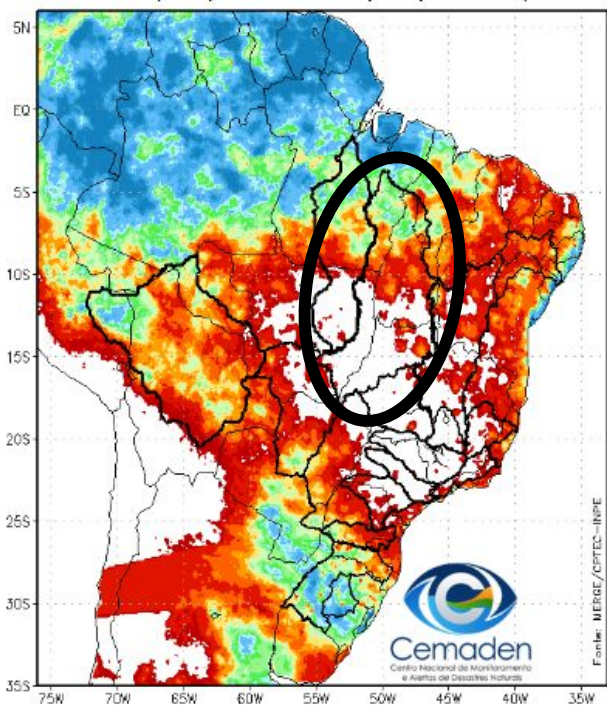 5N
EQ
5S
10S
15S
20S
25S
30S
35S
75W 70W 65W 60W 55W 50W 45W 40W 35W
Cemaden
Centro Nacional de Monitoramento
e Alertas de Desastres Naturais
Fonte: MERGE/CPTEC-INPE